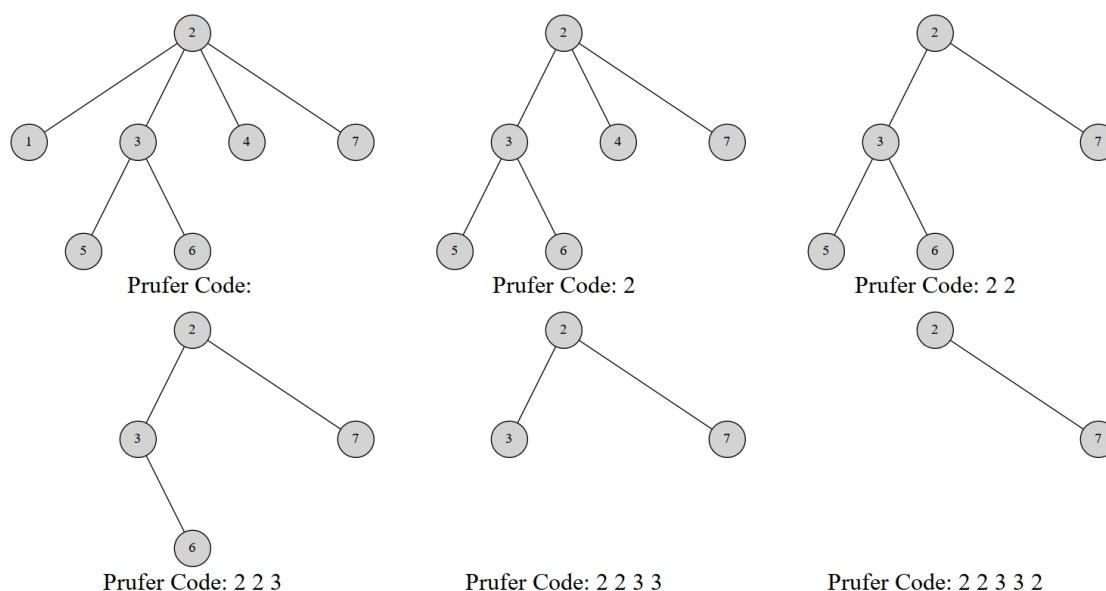 2
1 3 4 7
5 6
Prufer Code:
2
3 4 7
5 6
Prufer Code: 2
2
3 7
5 6
Prufer Code: 2 2
2
3 7
6
Prufer Code: 2 2 3
2
3 7
Prufer Code: 2 2 3 3
2
7
Prufer Code: 2 2 3 3 2